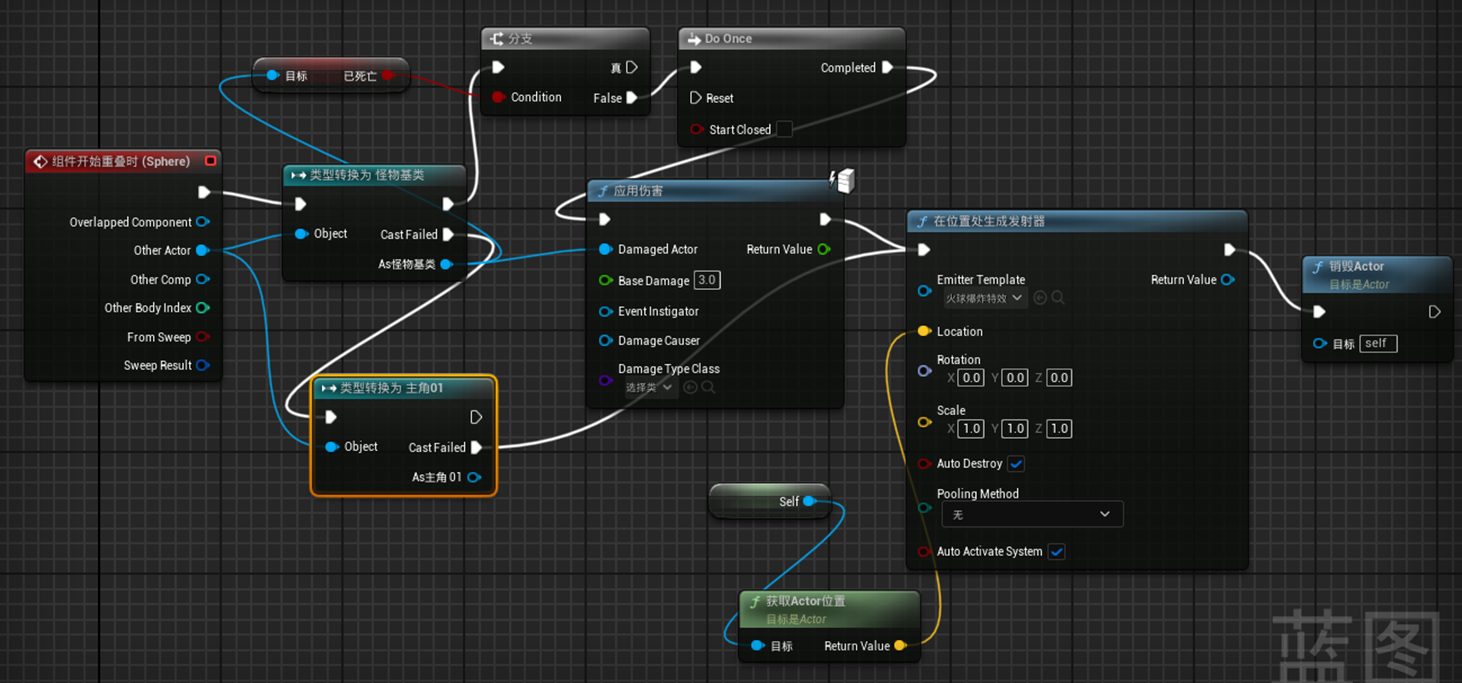 分支
真
Condition
False
Do Once
Completed
Reset
Start Closed
目标 已死亡
组件开始重叠时 (Sphere)
Overlapped Component
Other Actor
Other Comp
Other Body Index
From Sweep
Sweep Result
类型转换为 怪物基类
Object
Cast Failed
As怪物基类
类型转换为 主角01
Object
Cast Failed
As主角 01
f 应用伤害
Damaged Actor
Return Value
Base Damage 3.0
Event Instigator
Damage Causer
Damage Type Class
选择类
f 在位置处生成发射器
Emitter Template
火球爆炸特效
Return Value
Location
Rotation
X 0.0 Y 0.0 Z 0.0
Scale
X 1.0 Y 1.0 Z 1.0
Auto Destroy
Pooling Method
无
Auto Activate System
f 销毁Actor
目标是Actor
目标 self
Self
f 获取Actor位置
目标是Actor
目标
Return Value
蓝图